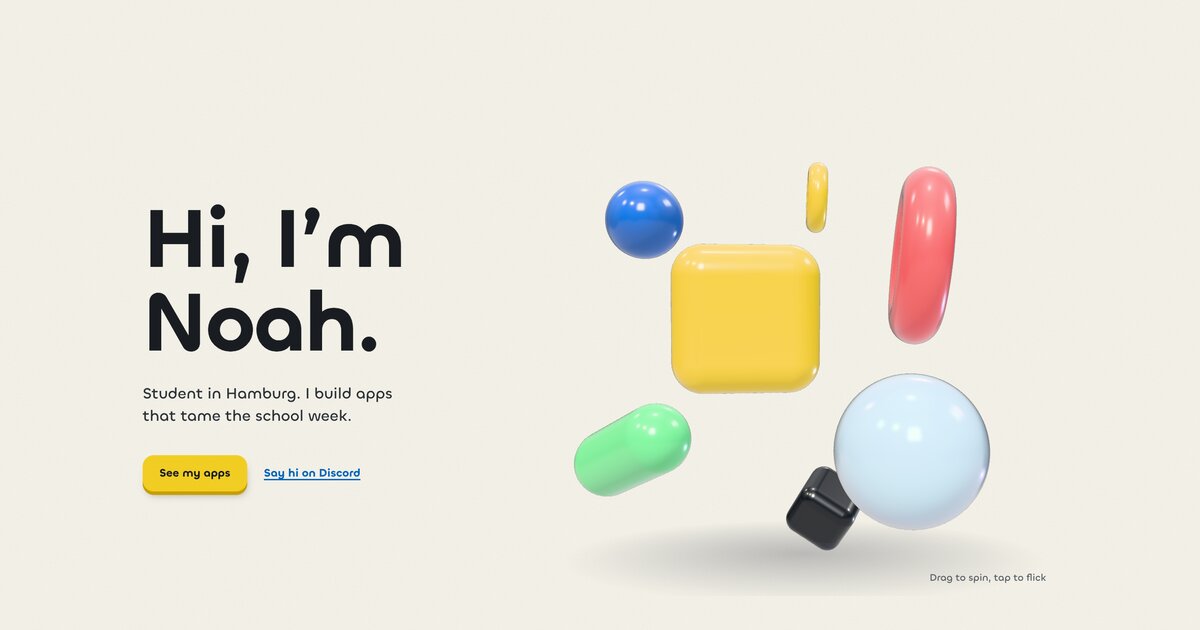 Hi, I’m
Noah.
Student in Hamburg. I build apps
that tame the school week.
See my apps
Say hi on Discord
Drag to spin, tap to flick